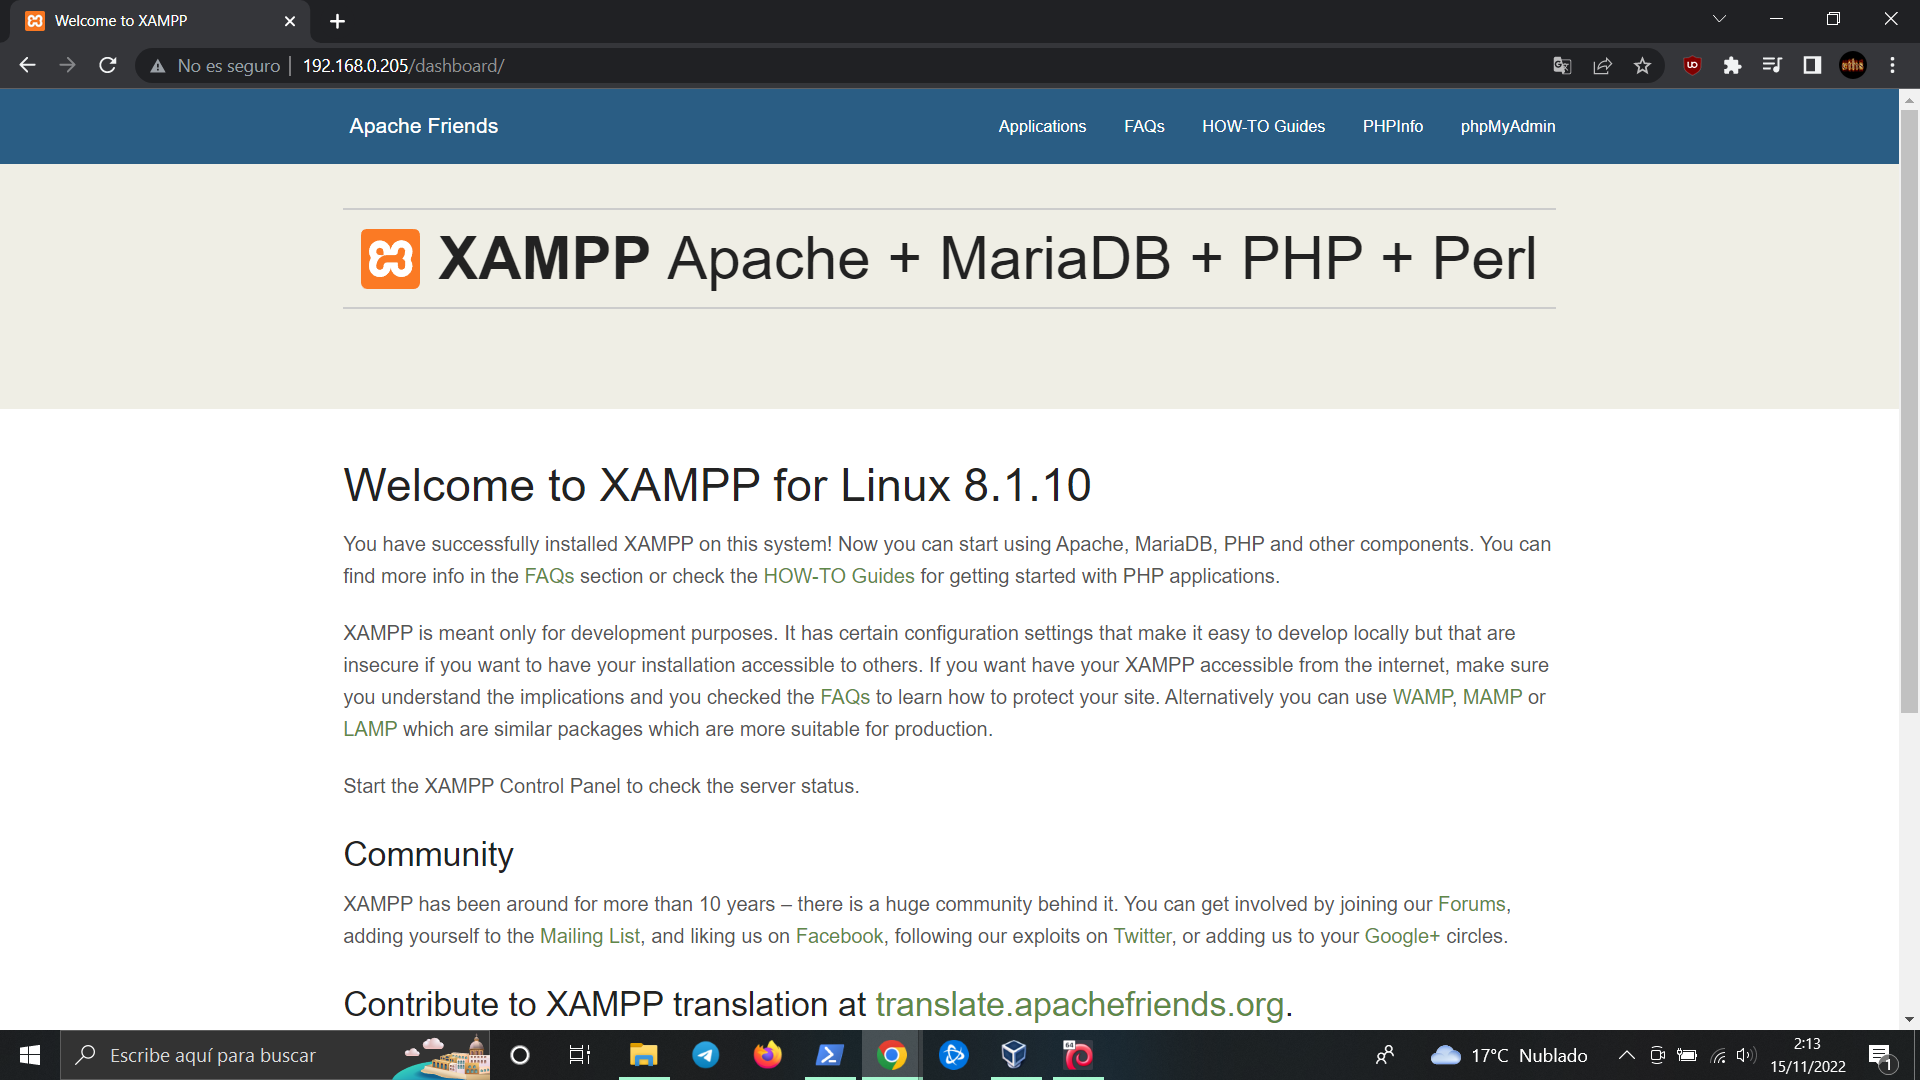 Welcome to XAMPP
No es seguro | 192.168.0.205/dashboard/
Apache Friends
Applications
FAQs
HOW-TO Guides
PHPInfo
phpMyAdmin
XAMPP Apache + MariaDB + PHP + Perl
Welcome to XAMPP for Linux 8.1.10
You have successfully installed XAMPP on this system! Now you can start using Apache, MariaDB, PHP and other components. You can
find more info in the FAQs section or check the HOW-TO Guides for getting started with PHP applications.
XAMPP is meant only for development purposes. It has certain configuration settings that make it easy to develop locally but that are
insecure if you want to have your installation accessible to others. If you want have your XAMPP accessible from the internet, make sure
you understand the implications and you checked the FAQs to learn how to protect your site. Alternatively you can use WAMP, MAMP or
LAMP which are similar packages which are more suitable for production.
Start the XAMPP Control Panel to check the server status.
Community
XAMPP has been around for more than 10 years – there is a huge community behind it. You can get involved by joining our Forums,
adding yourself to the Mailing List, and liking us on Facebook, following our exploits on Twitter, or adding us to your Google+ circles.
Contribute to XAMPP translation at translate.apachefriends.org.
Escribe aquí para buscar
64
17°C Nublado
2:13
15/11/2022
1